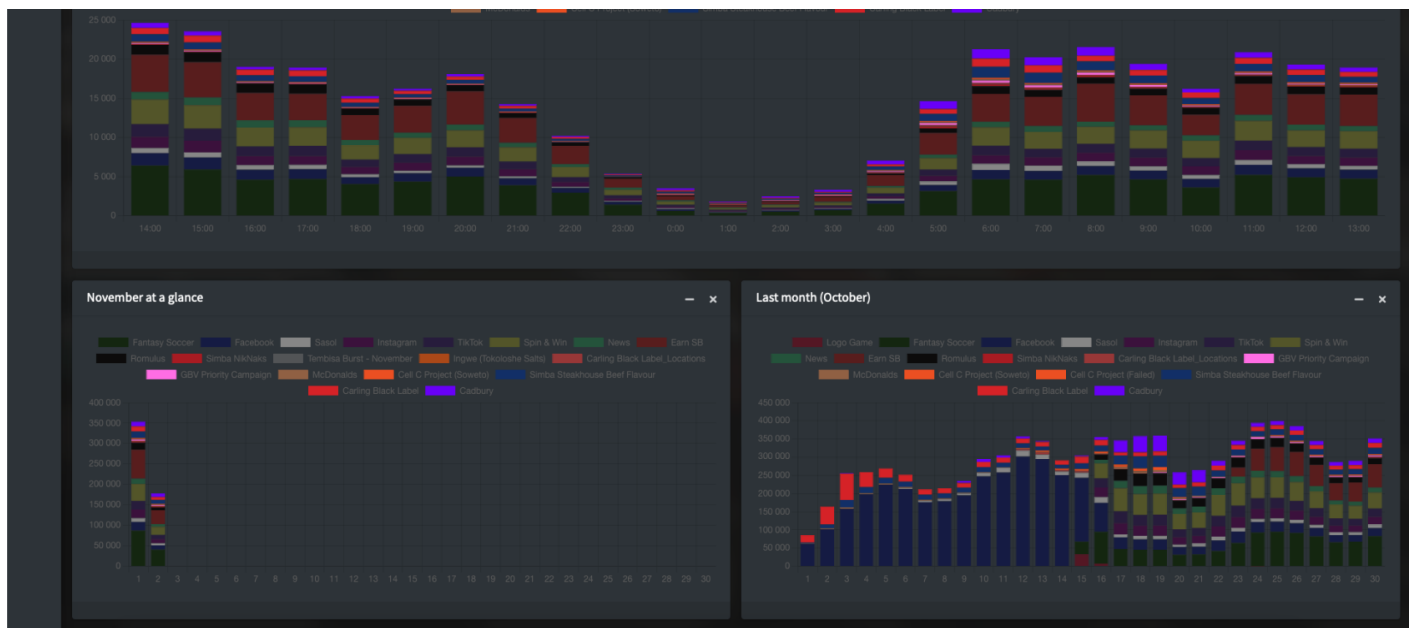 25 000
20 000
15 000
10 000
5 000
0
14:00 15:00 16:00 17:00 18:00 19:00 20:00 21:00 22:00 23:00 0:00 1:00 2:00 3:00 4:00 5:00 6:00 7:00 8:00 9:00 10:00 11:00 12:00 13:00
November at a glance
Fantasy Soccer Facebook Sasol Instagram TikTok Spin & Win News Earn SB
Romulus Simba NikNaks Tembisa Burst - November Ingwe (Tokoloshe Salts) Carling Black Label_Locations
GBV Priority Campaign McDonalds Cell C Project (Soweto) Simba Steakhouse Beef Flavour
Carling Black Label Cadbury
400 000
350 000
300 000
250 000
200 000
150 000
100 000
50 000
0
1 2 3 4 5 6 7 8 9 10 11 12 13 14 15 16 17 18 19 20 21 22 23 24 25 26 27 28 29 30
Last month (October)
Logo Game Fantasy Soccer Facebook Sasol Instagram TikTok Spin & Win
News Earn SB Romulus Simba NikNaks Carling Black Label_Locations GBV Priority Campaign
McDonalds Cell C Project (Soweto) Cell C Project (Failed) Simba Steakhouse Beef Flavour
Carling Black Label Cadbury
450 000
400 000
350 000
300 000
250 000
200 000
150 000
100 000
50 000
0
1 2 3 4 5 6 7 8 9 10 11 12 13 14 15 16 17 18 19 20 21 22 23 24 25 26 27 28 29 30